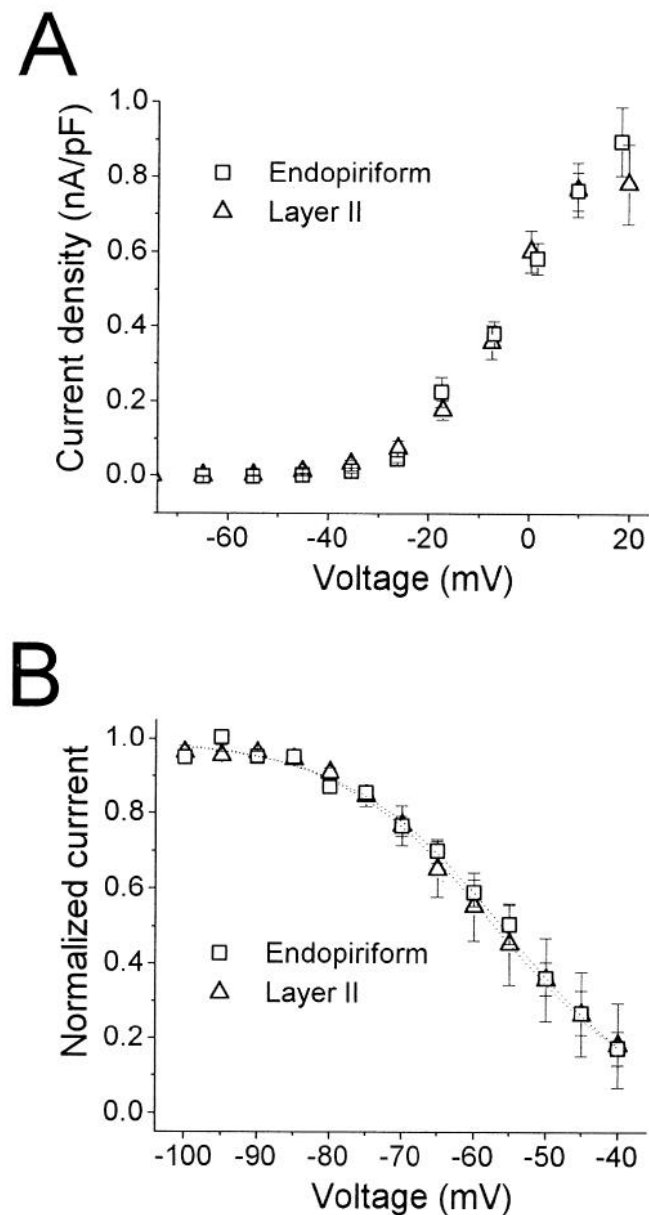 A
Current density (nA/pF)
1.0
0.8
0.6
0.4
0.2
0.0
Endopiriform
Layer II
-60
-40
-20
0
20
Voltage (mV)
B
Normalized currrent
1.0
0.8
0.6
0.4
0.2
0.0
Endopiriform
Layer II
-100
-90
-80
-70
-60
-50
-40
Voltage (mV)